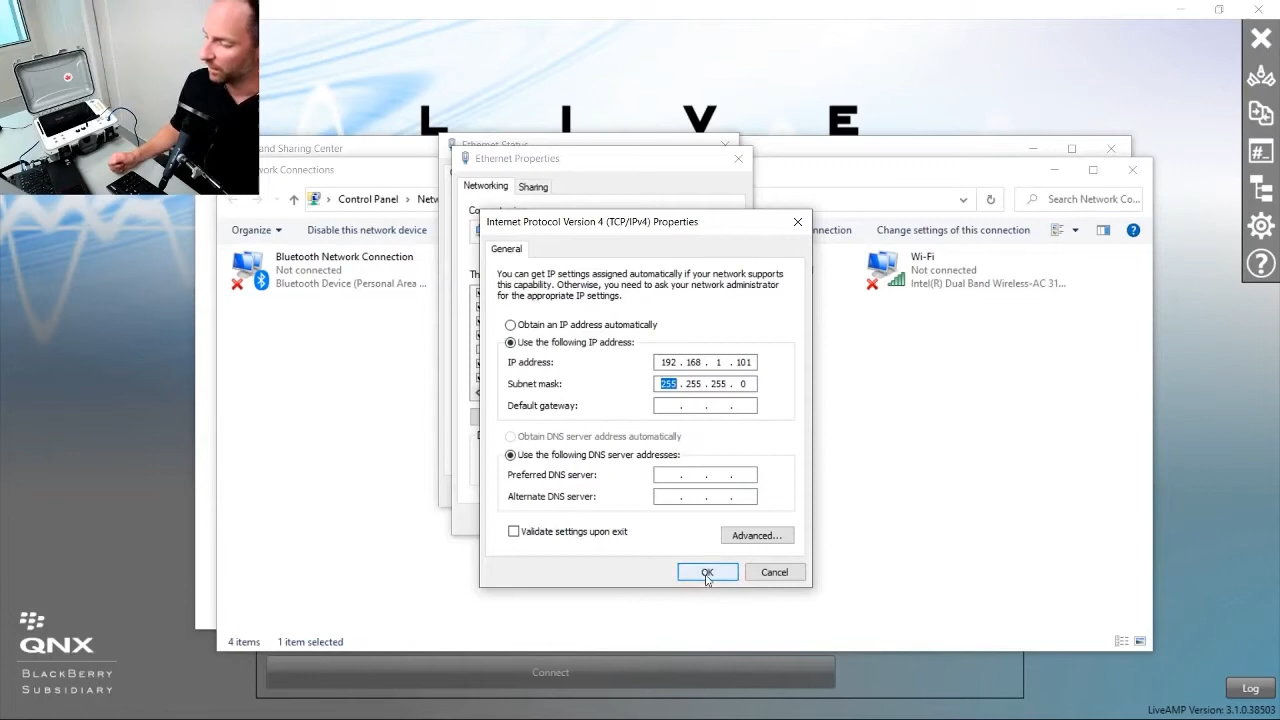 L I V E
Ethernet Status
and Sharing Center
Ethernet Properties
work Connections
Networking
Sharing
Control Panel
Netw
Search Network Co...
Internet Protocol Version 4 (TCP/IPv4) Properties
Organize
Disable this network device
Change settings of this connection
General
Bluetooth Network Connection
Not connected
Bluetooth Device (Personal Area ...
Wi-Fi
Not connected
Intel(R) Dual Band Wireless-AC 31...
You can get IP settings assigned automatically if your network supports
this capability. Otherwise, you need to ask your network administrator
for the appropriate IP settings.
Obtain an IP address automatically
Use the following IP address:
IP address:
192 . 168 . 1 . 101
Subnet mask:
255 . 255 . 255 . 0
Default gateway:
. . .
Obtain DNS server address automatically
Use the following DNS server addresses:
Preferred DNS server:
. . .
Alternate DNS server:
. . .
Validate settings upon exit
Advanced...
OK
Cancel
4 items
1 item selected
QNX
BLACKBERRY
SUBSIDIARY
Connect
Log
LiveAMP Version: 3.1.0.38503